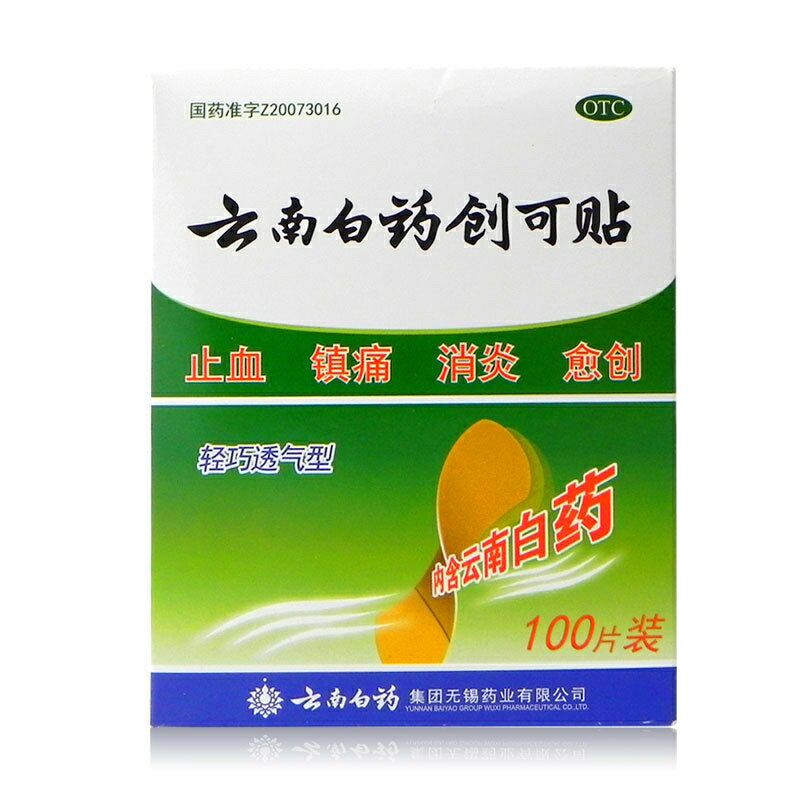 国药准字Z20073016
OTC
云南白药创可贴
止血 镇痛 消炎 愈创
轻巧透气型
内含云南白药
100片装
云南白药 集团无锡药业有限公司
YUNNAN BAIYAO GROUP WUXI PHARMACEUTICAL CO.,LTD.